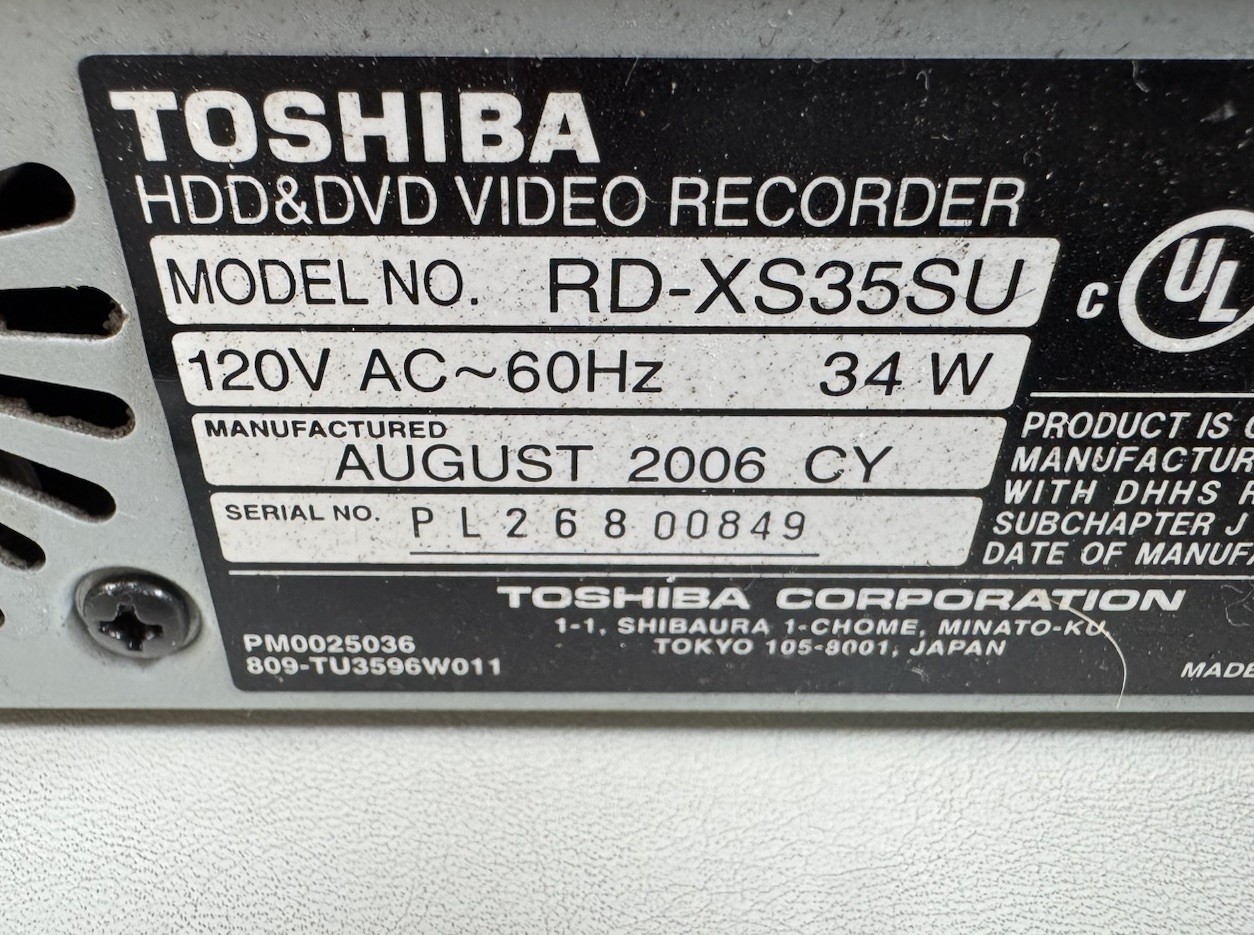 TOSHIBA
HDD&DVD VIDEO RECORDER
MODEL NO. RD-XS35SU
120V AC~60Hz 34 W
MANUFACTURED
AUGUST 2006 CY
SERIAL NO. PL26800849
C UL
PRODUCT IS
MANUFACTUR
WITH DHHS
SUBCHAPTER J
DATE OF MANUFA
TOSHIBA CORPORATION
1-1, SHIBAURA 1-CHOME, MINATO-KU,
TOKYO 105-8001, JAPAN
PM0025036
809-TU3596W011
MADE